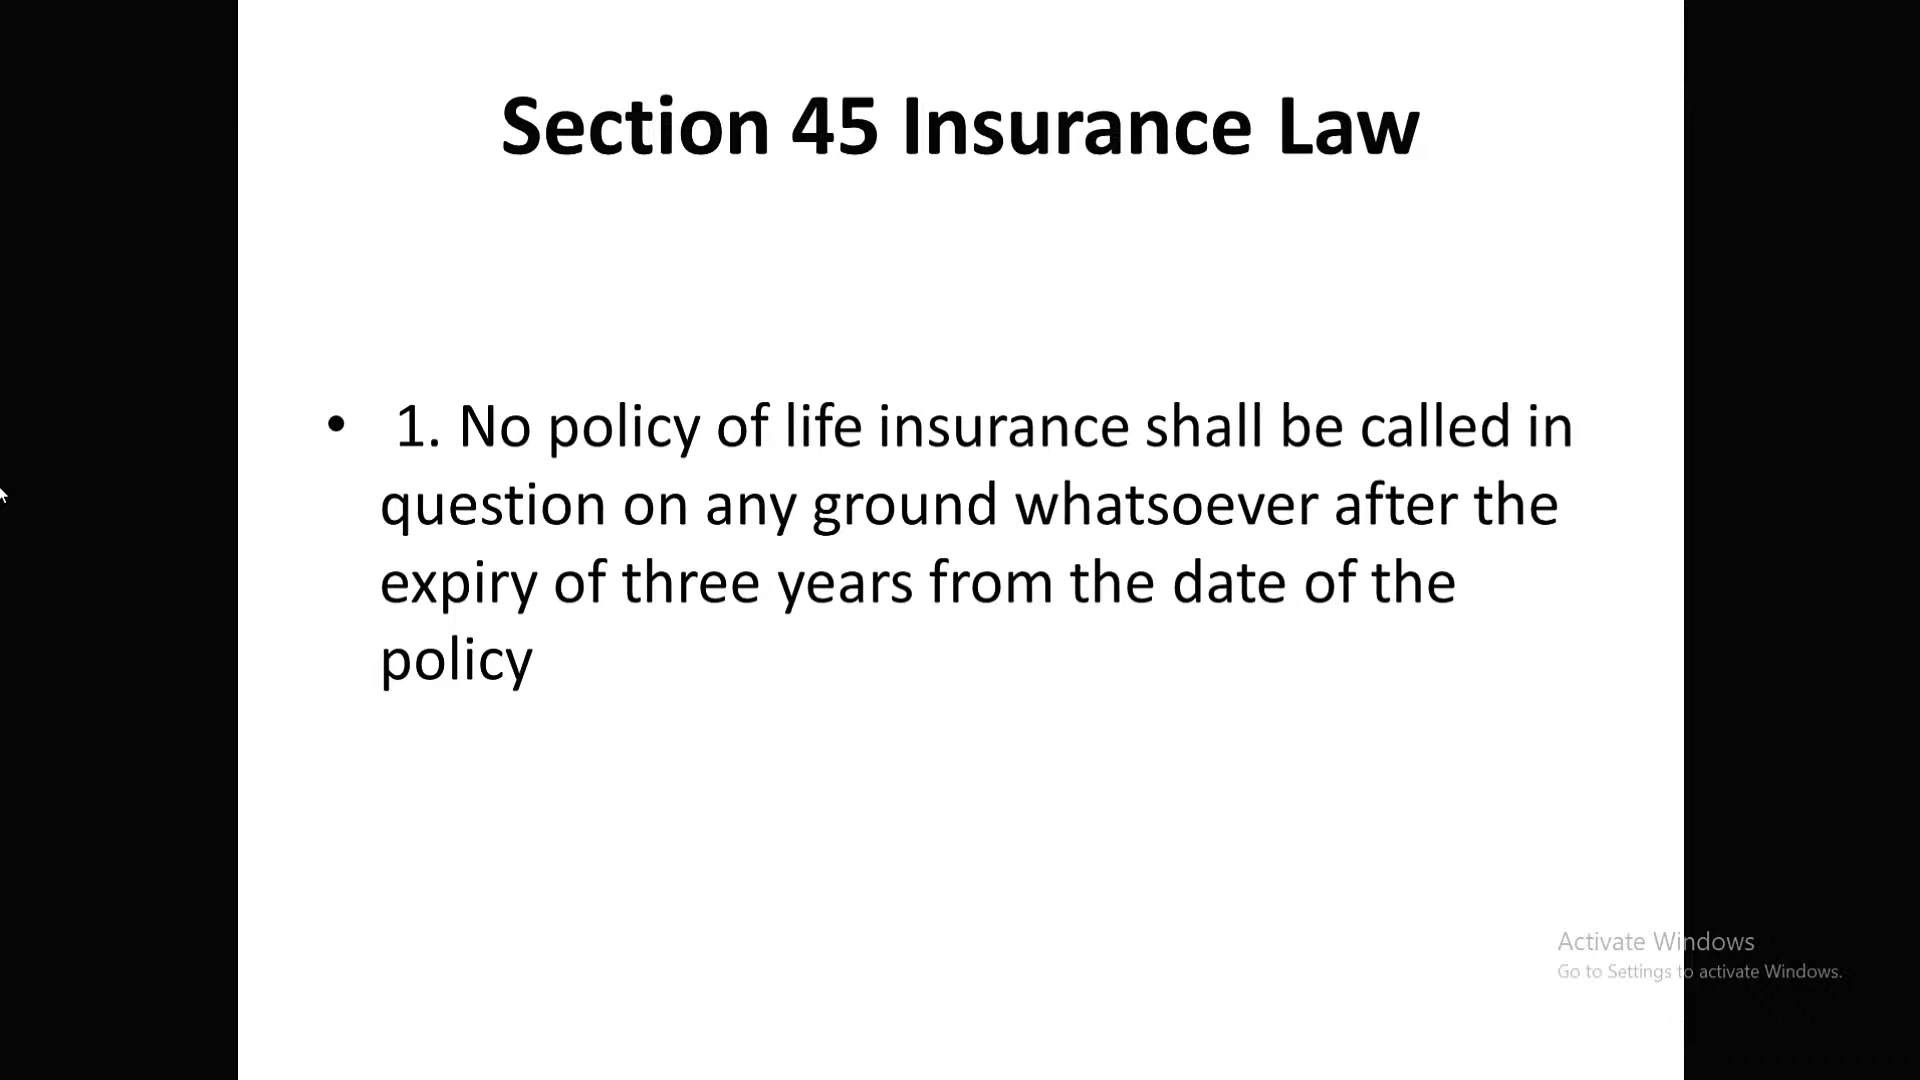 Section 45 Insurance Law
• 1. No policy of life insurance shall be called in
question on any ground whatsoever after the
expiry of three years from the date of the
policy
Activate Windows
Go to Settings to activate Windows.